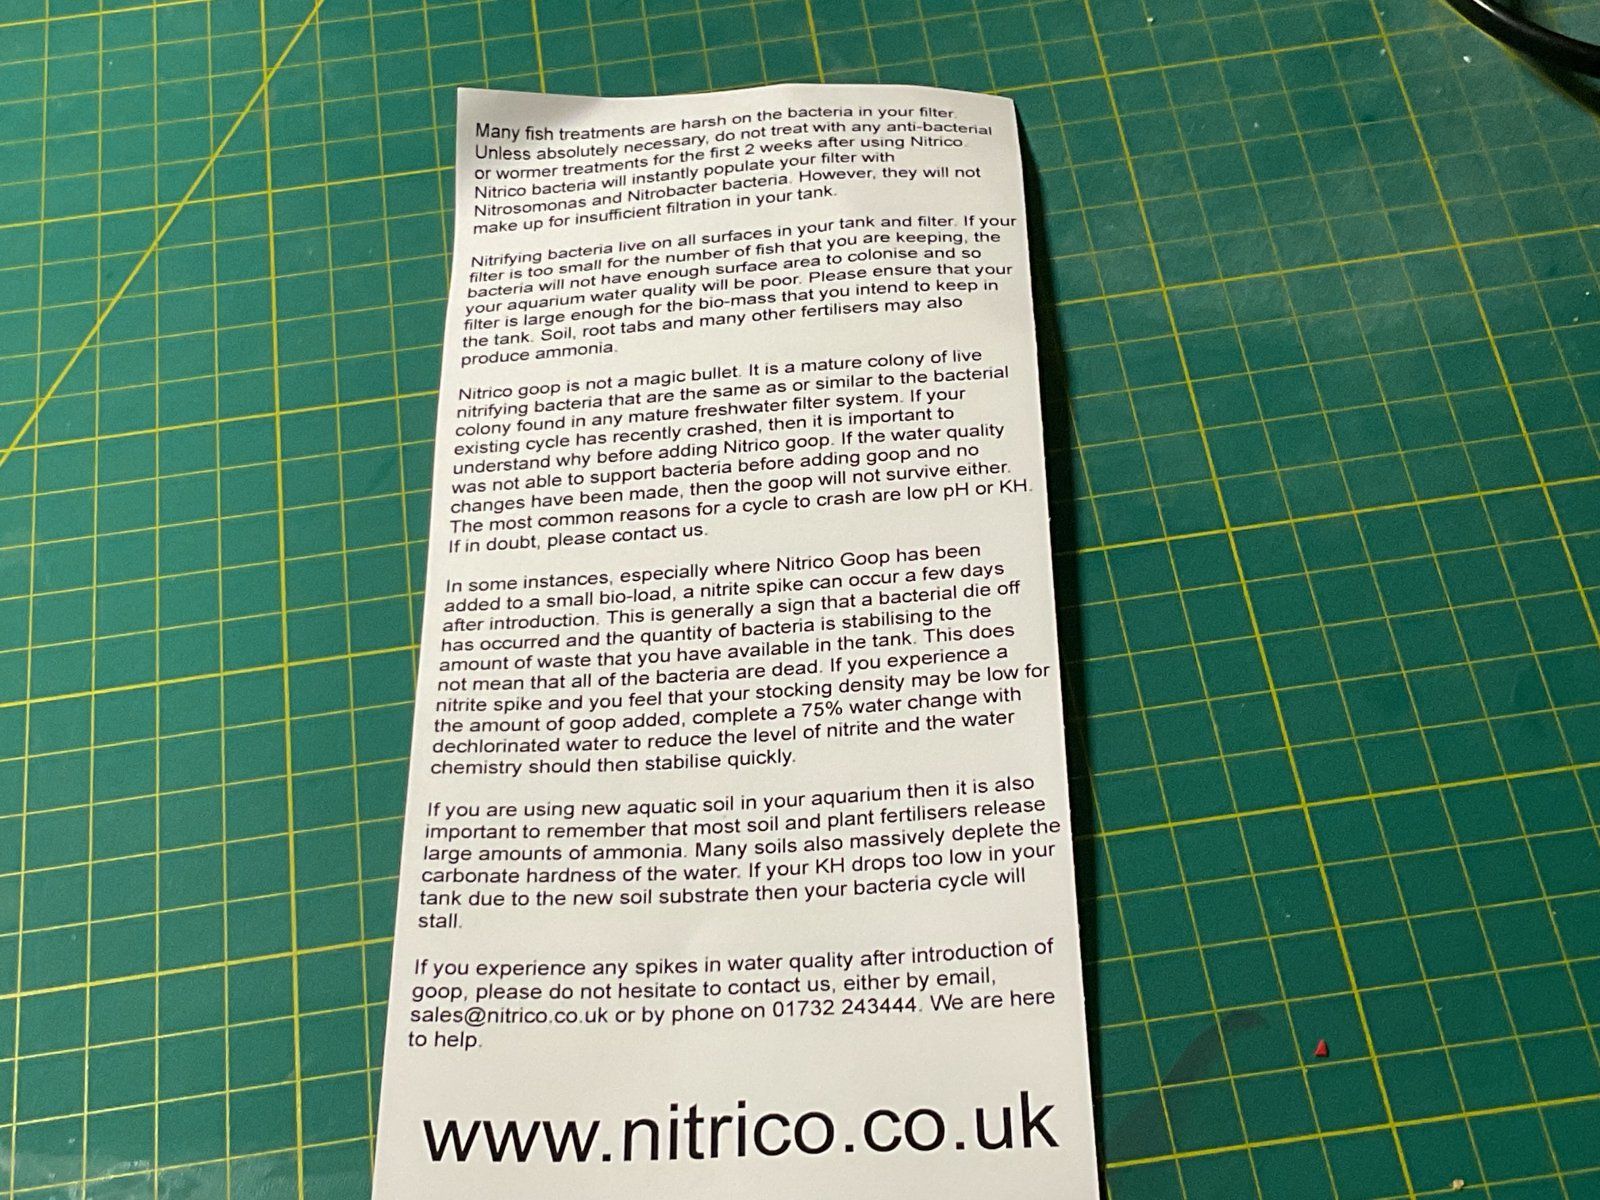 Many fish treatments are harsh on the bacteria in your filter.
Unless absolutely necessary, do not treat with any anti-bacterial
or wormer treatments for the first 2 weeks after using Nitrico.
Nitrico bacteria will instantly populate your filter with
Nitrosomonas and Nitrobacter bacteria. However, they will not
make up for insufficient filtration in your tank.
Nitrifying bacteria live on all surfaces in your tank and filter. If your
filter is too small for the number of fish that you are keeping, the
bacteria will not have enough surface area to colonise and so
your aquarium water quality will be poor. Please ensure that your
filter is large enough for the bio-mass that you intend to keep in
the tank. Soil, root tabs and many other fertilisers may also
produce ammonia.
Nitrico goop is not a magic bullet. It is a mature colony of live
nitrifying bacteria that are the same as or similar to the bacterial
colony found in any mature freshwater filter system. If your
existing cycle has recently crashed, then it is important to
understand why before adding Nitrico goop. If the water quality
was not able to support bacteria before adding goop and no
changes have been made, then the goop will not survive either.
The most common reasons for a cycle to crash are low pH or KH.
If in doubt, please contact us.
In some instances, especially where Nitrico Goop has been
added to a small bio-load, a nitrite spike can occur a few days
after introduction. This is generally a sign that a bacterial die off
has occurred and the quantity of bacteria is stabilising to the
amount of waste that you have available in the tank. This does
not mean that all of the bacteria are dead. If you experience a
nitrite spike and you feel that your stocking density may be low for
the amount of goop added, complete a 75% water change with
dechlorinated water to reduce the level of nitrite and the water
chemistry should then stabilise quickly.
If you are using new aquatic soil in your aquarium then it is also
important to remember that most soil and plant fertilisers release
large amounts of ammonia. Many soils also massively deplete the
carbonate hardness of the water. If your KH drops too low in your
tank due to the new soil substrate then your bacteria cycle will
stall.
If you experience any spikes in water quality after introduction of
goop, please do not hesitate to contact us, either by email,
sales@nitrico.co.uk or by phone on 01732 243444. We are here
to help.
www.nitrico.co.uk